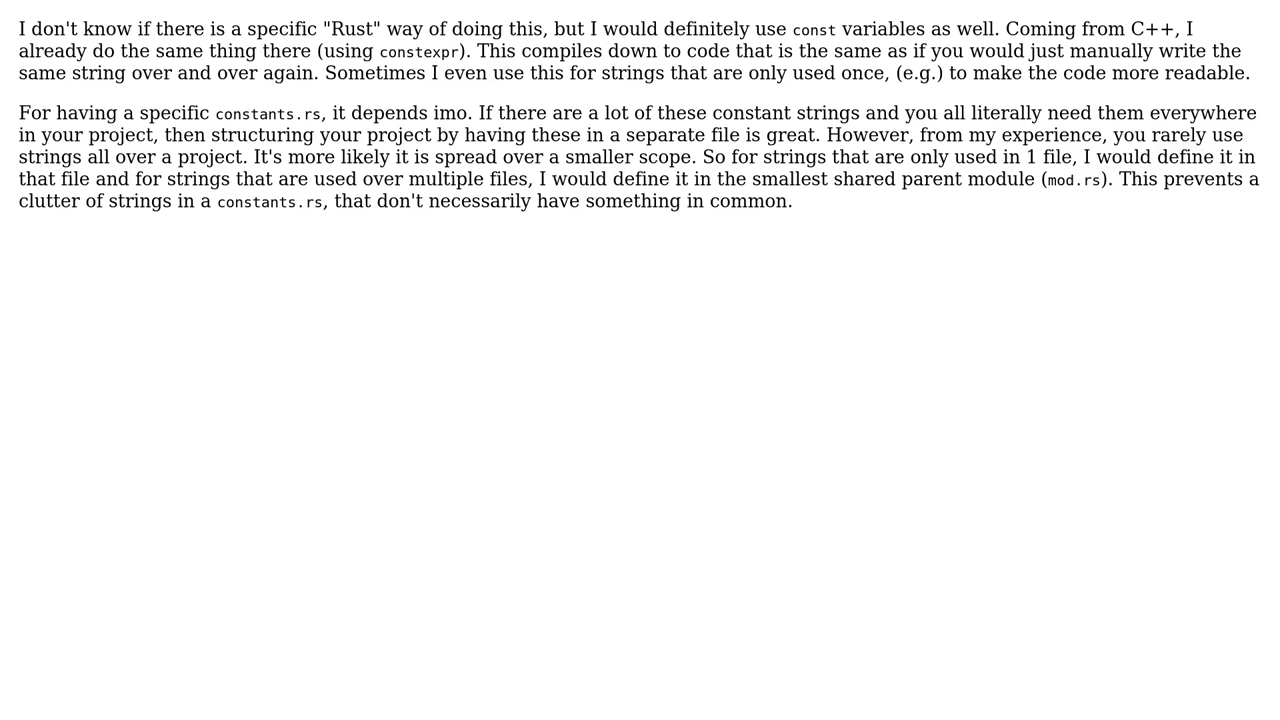 I don't know if there is a specific "Rust" way of doing this, but I would definitely use const variables as well. Coming from C++, I
already do the same thing there (using constexpr). This compiles down to code that is the same as if you would just manually write the
same string over and over again. Sometimes I even use this for strings that are only used once, (e.g.) to make the code more readable.
For having a specific constants.rs, it depends imo. If there are a lot of these constant strings and you all literally need them everywhere
in your project, then structuring your project by having these in a separate file is great. However, from my experience, you rarely use
strings all over a project. It's more likely it is spread over a smaller scope. So for strings that are only used in 1 file, I would define it in
that file and for strings that are used over multiple files, I would define it in the smallest shared parent module (mod.rs). This prevents a
clutter of strings in a constants.rs, that don't necessarily have something in common.